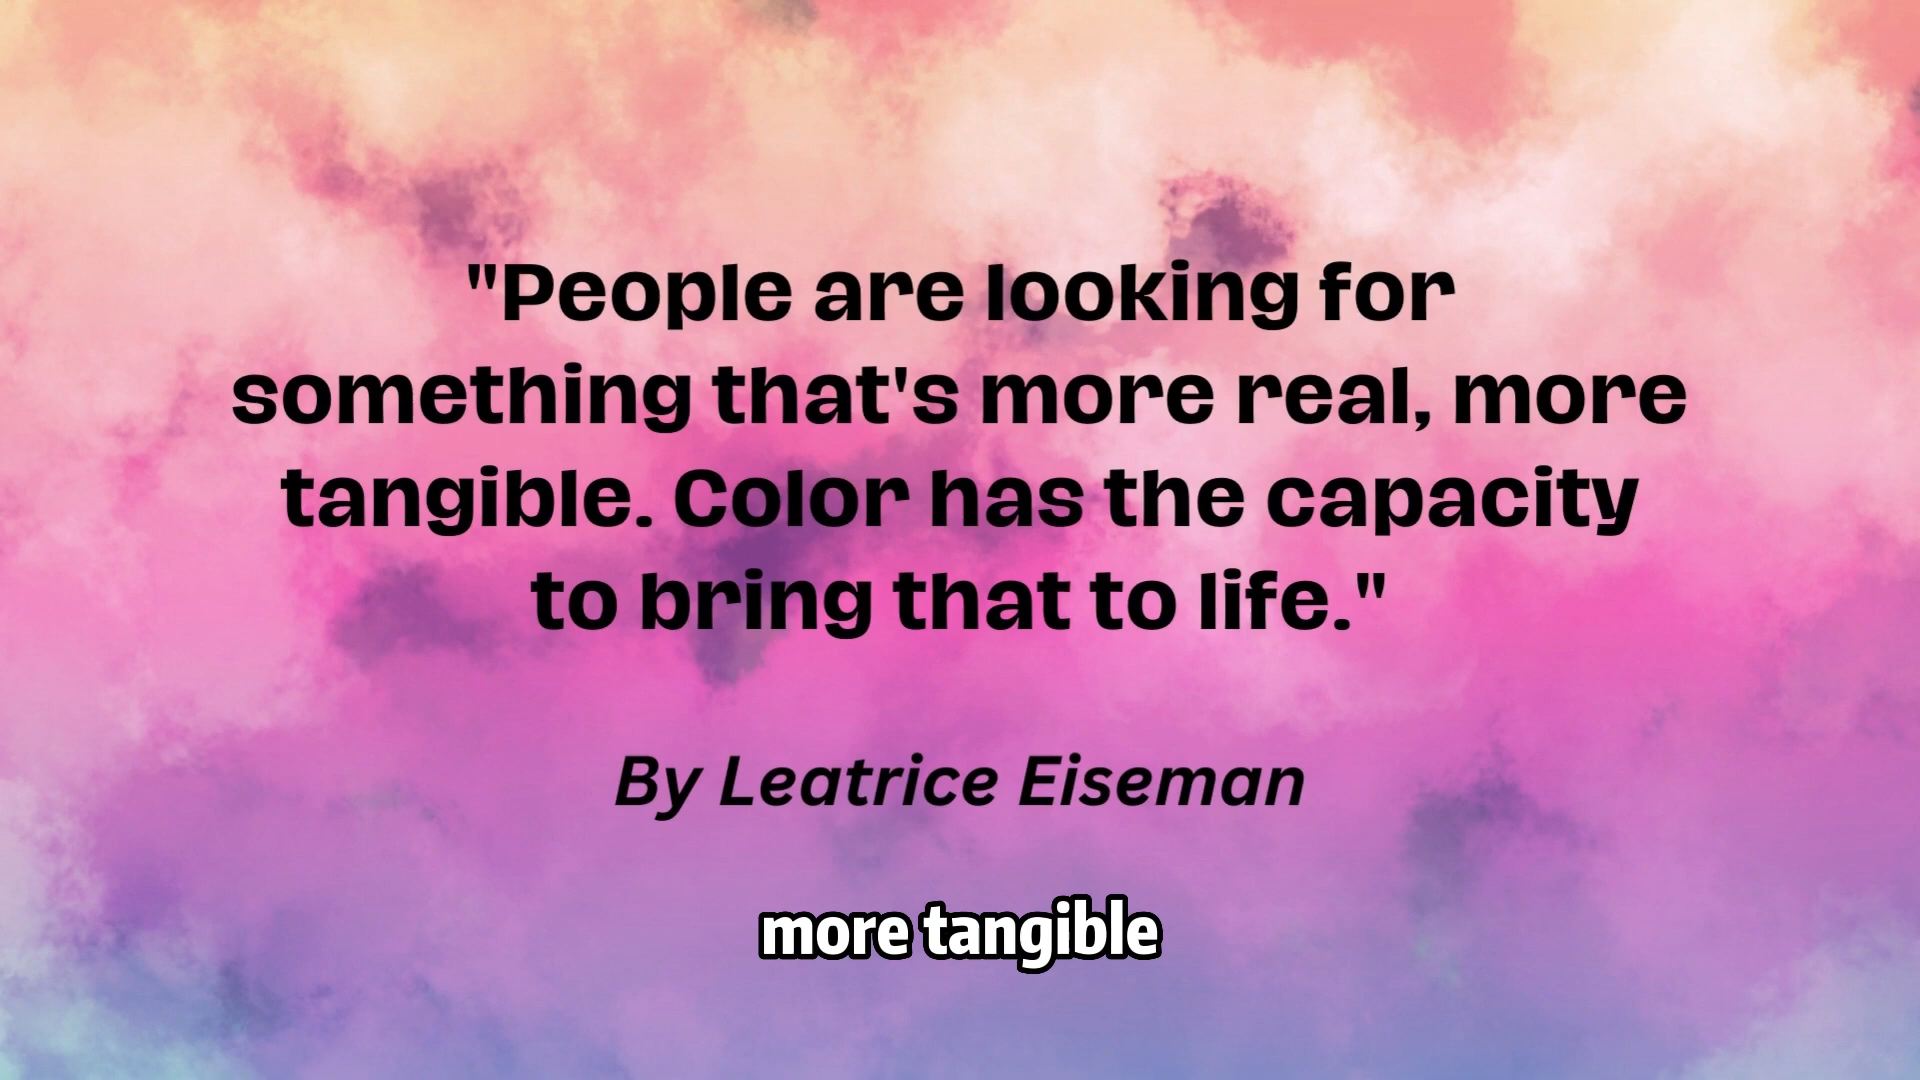 "People are looking for
something that's more real, more
tangible. Color has the capacity
to bring that to life."
By Leatrice Eiseman
more tangible